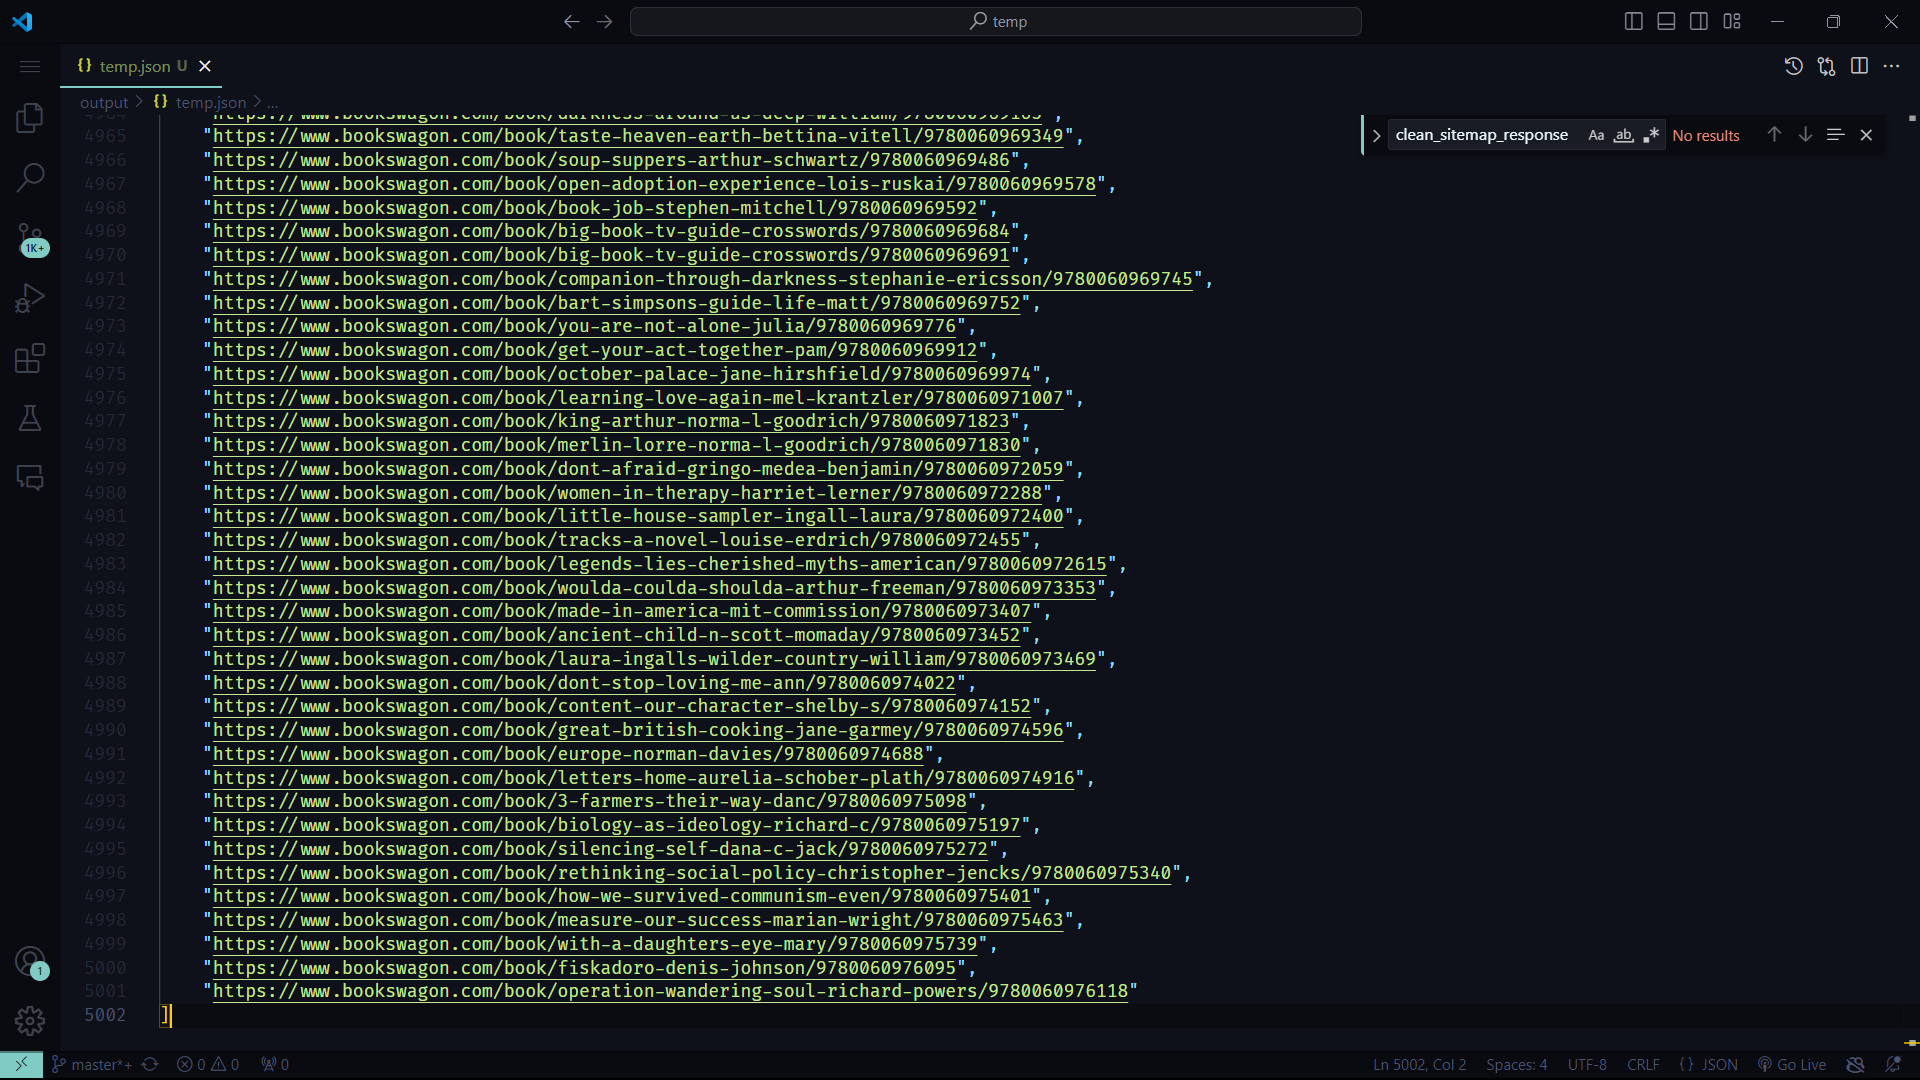 temp
temp.json U
output > temp.json > ...
clean_sitemap_response Aa ab No results
4964 "https://www.bookswagon.com/book/darkness-around-as-deep-william/9780060969165",
4965 "https://www.bookswagon.com/book/taste-heaven-earth-bettina-vitell/9780060969349",
4966 "https://www.bookswagon.com/book/soup-suppers-arthur-schwartz/9780060969486",
4967 "https://www.bookswagon.com/book/open-adoption-experience-lois-ruskai/9780060969578",
4968 "https://www.bookswagon.com/book/book-job-stephen-mitchell/9780060969592",
4969 "https://www.bookswagon.com/book/big-book-tv-guide-crosswords/9780060969684",
4970 "https://www.bookswagon.com/book/big-book-tv-guide-crosswords/9780060969691",
4971 "https://www.bookswagon.com/book/companion-through-darkness-stephanie-ericsson/9780060969745",
4972 "https://www.bookswagon.com/book/bart-simpsons-guide-life-matt/9780060969752",
4973 "https://www.bookswagon.com/book/you-are-not-alone-julia/9780060969776",
4974 "https://www.bookswagon.com/book/get-your-act-together-pam/9780060969912",
4975 "https://www.bookswagon.com/book/october-palace-jane-hirshfield/9780060969974",
4976 "https://www.bookswagon.com/book/learning-love-again-mel-krantzler/9780060971007",
4977 "https://www.bookswagon.com/book/king-arthur-norma-l-goodrich/9780060971823",
4978 "https://www.bookswagon.com/book/merlin-lorre-norma-l-goodrich/9780060971830",
4979 "https://www.bookswagon.com/book/dont-afraid-gringo-medea-benjamin/9780060972059",
4980 "https://www.bookswagon.com/book/women-in-therapy-harriet-lerner/9780060972288",
4981 "https://www.bookswagon.com/book/little-house-sampler-ingall-laura/9780060972400",
4982 "https://www.bookswagon.com/book/tracks-a-novel-louise-erdrich/9780060972455",
4983 "https://www.bookswagon.com/book/legends-lies-cherished-myths-american/9780060972615",
4984 "https://www.bookswagon.com/book/woulda-coulda-shoulda-arthur-freeman/9780060973353",
4985 "https://www.bookswagon.com/book/made-in-america-mit-commission/9780060973407",
4986 "https://www.bookswagon.com/book/ancient-child-n-scott-momaday/9780060973452",
4987 "https://www.bookswagon.com/book/laura-ingalls-wilder-country-william/9780060973469",
4988 "https://www.bookswagon.com/book/dont-stop-loving-me-ann/9780060974022",
4989 "https://www.bookswagon.com/book/content-our-character-shelby-s/9780060974152",
4990 "https://www.bookswagon.com/book/great-british-cooking-jane-garmey/9780060974596",
4991 "https://www.bookswagon.com/book/europe-norman-davies/9780060974688",
4992 "https://www.bookswagon.com/book/letters-home-aurelia-schober-plath/9780060974916",
4993 "https://www.bookswagon.com/book/3-farmers-their-way-danc/9780060975098",
4994 "https://www.bookswagon.com/book/biology-as-ideology-richard-c/9780060975197",
4995 "https://www.bookswagon.com/book/silencing-self-dana-c-jack/9780060975272",
4996 "https://www.bookswagon.com/book/rethinking-social-policy-christopher-jencks/9780060975340",
4997 "https://www.bookswagon.com/book/how-we-survived-communism-even/9780060975401",
4998 "https://www.bookswagon.com/book/measure-our-success-marian-wright/9780060975463",
4999 "https://www.bookswagon.com/book/with-a-daughters-eye-mary/9780060975739",
5000 "https://www.bookswagon.com/book/fiskadoro-denis-johnson/9780060976095",
5001 "https://www.bookswagon.com/book/operation-wandering-soul-richard-powers/9780060976118"
5002 ]
1K+
1
master*+ 0 0 0 Ln 5002, Col 2 Spaces: 4 UTF-8 CRLF {} JSON Go Live